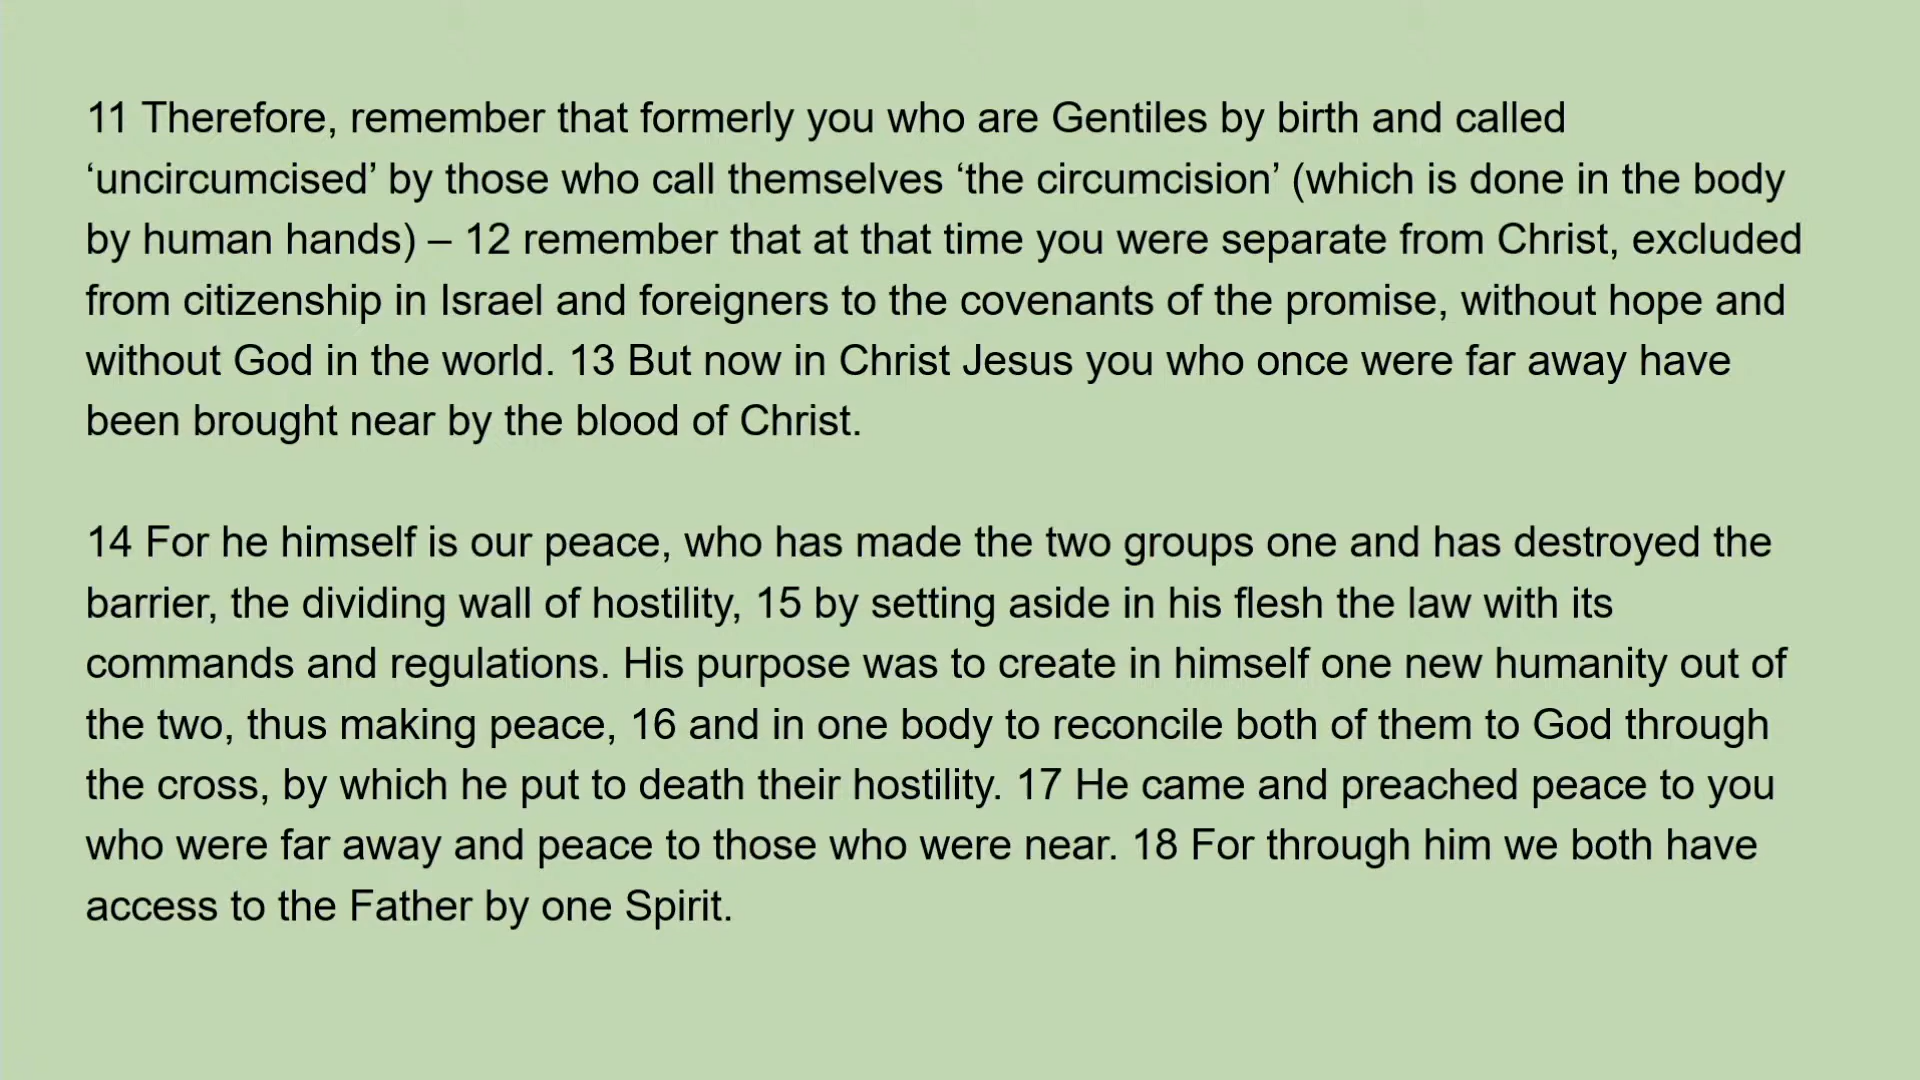 11 Therefore, remember that formerly you who are Gentiles by birth and called
‘uncircumcised’ by those who call themselves ‘the circumcision’ (which is done in the body
by human hands) – 12 remember that at that time you were separate from Christ, excluded
from citizenship in Israel and foreigners to the covenants of the promise, without hope and
without God in the world. 13 But now in Christ Jesus you who once were far away have
been brought near by the blood of Christ.
14 For he himself is our peace, who has made the two groups one and has destroyed the
barrier, the dividing wall of hostility, 15 by setting aside in his flesh the law with its
commands and regulations. His purpose was to create in himself one new humanity out of
the two, thus making peace, 16 and in one body to reconcile both of them to God through
the cross, by which he put to death their hostility. 17 He came and preached peace to you
who were far away and peace to those who were near. 18 For through him we both have
access to the Father by one Spirit.